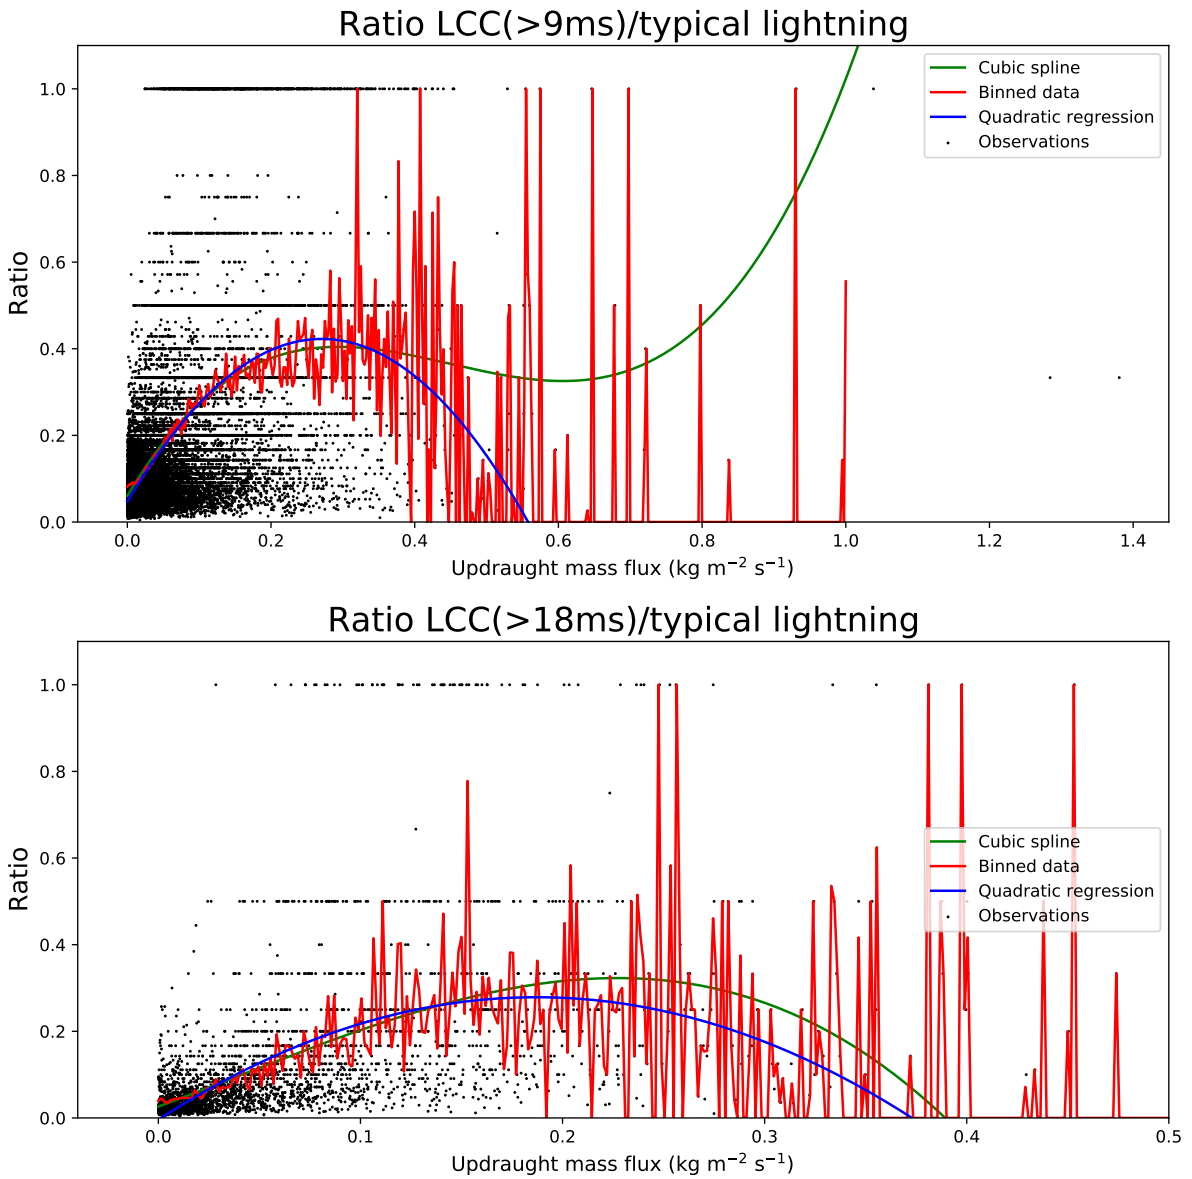 Ratio LCC(>9ms)/typical lightning
Cubic spline
Binned data
Quadratic regression
Observations
Ratio
1.0
0.8
0.6
0.4
0.2
0.0
0.0 0.2 0.4 0.6 0.8 1.0 1.2 1.4
Updraught mass flux (kg m⁻² s⁻¹)
Ratio LCC(>18ms)/typical lightning
Cubic spline
Binned data
Quadratic regression
Observations
Ratio
1.0
0.8
0.6
0.4
0.2
0.0
0.0 0.1 0.2 0.3 0.4 0.5
Updraught mass flux (kg m⁻² s⁻¹)